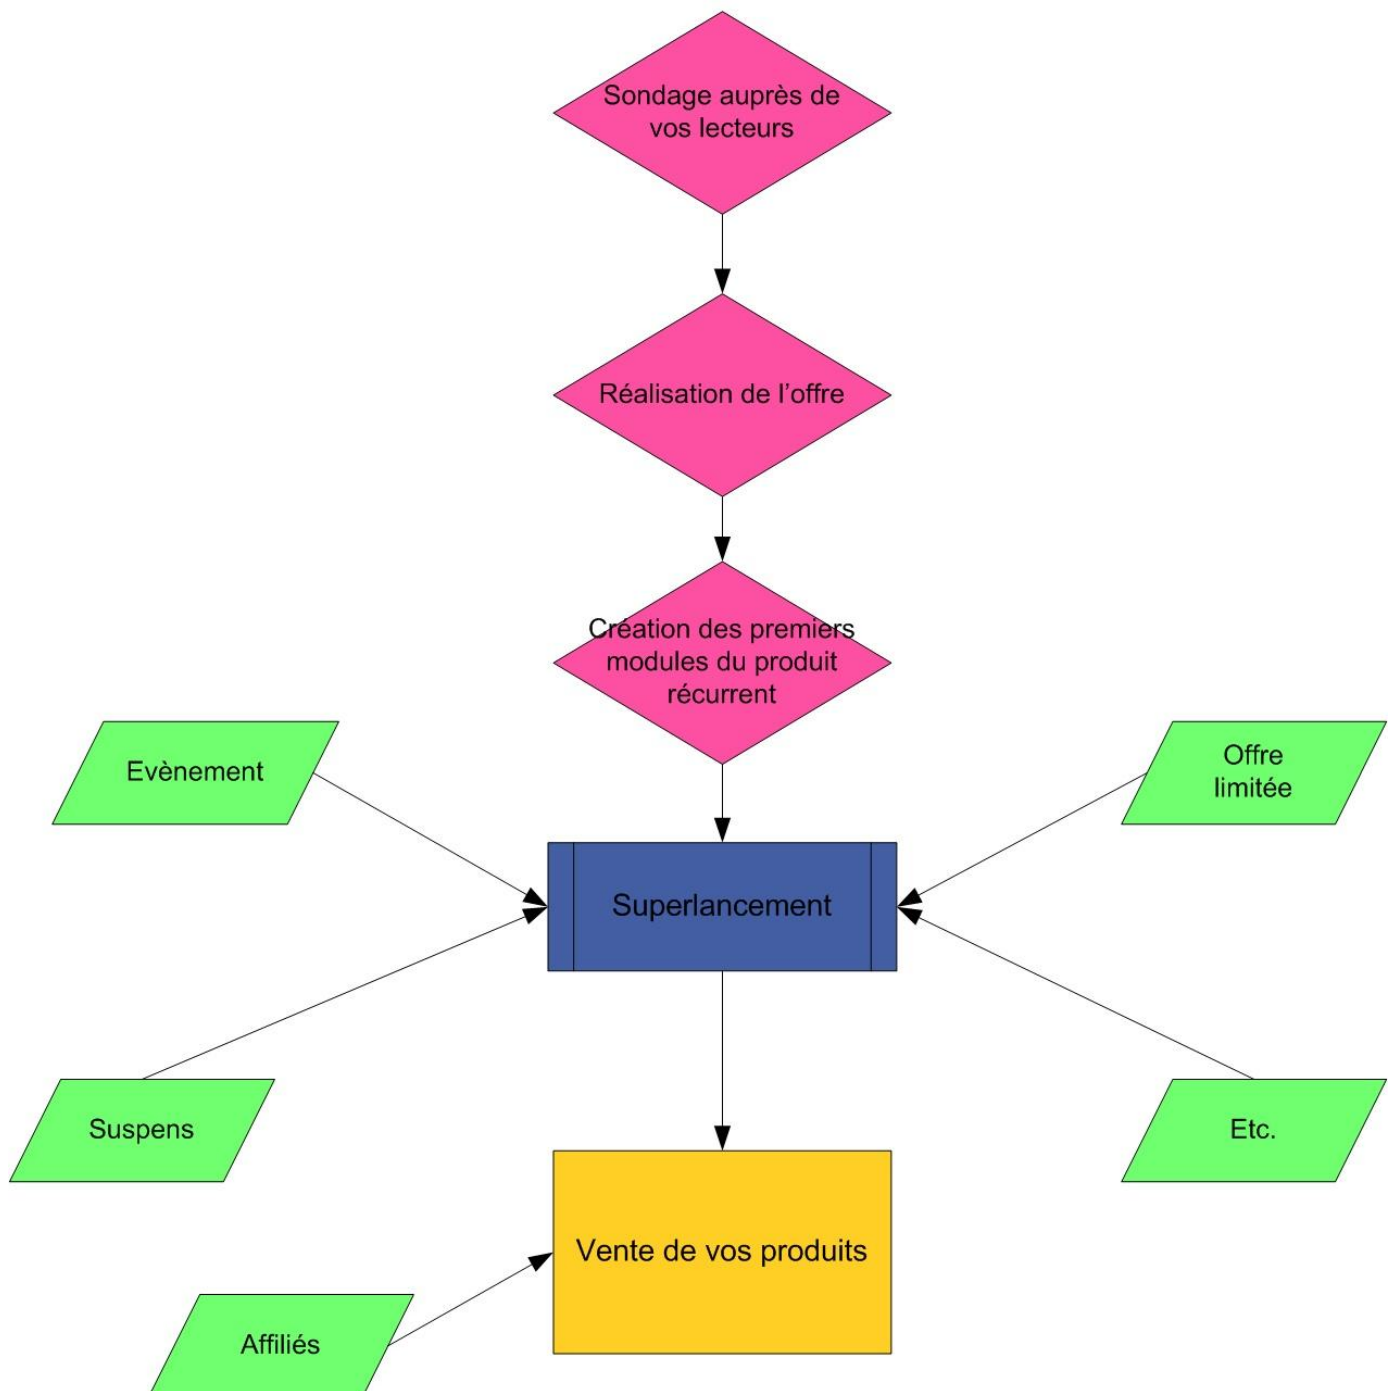 Sondage auprès de
vos lecteurs
Réalisation de l’offre
Création des premiers
modules du produit
récurrent
Evènement
Offre
limitée
Superlancement
Suspens
Etc.
Vente de vos produits
Affiliés